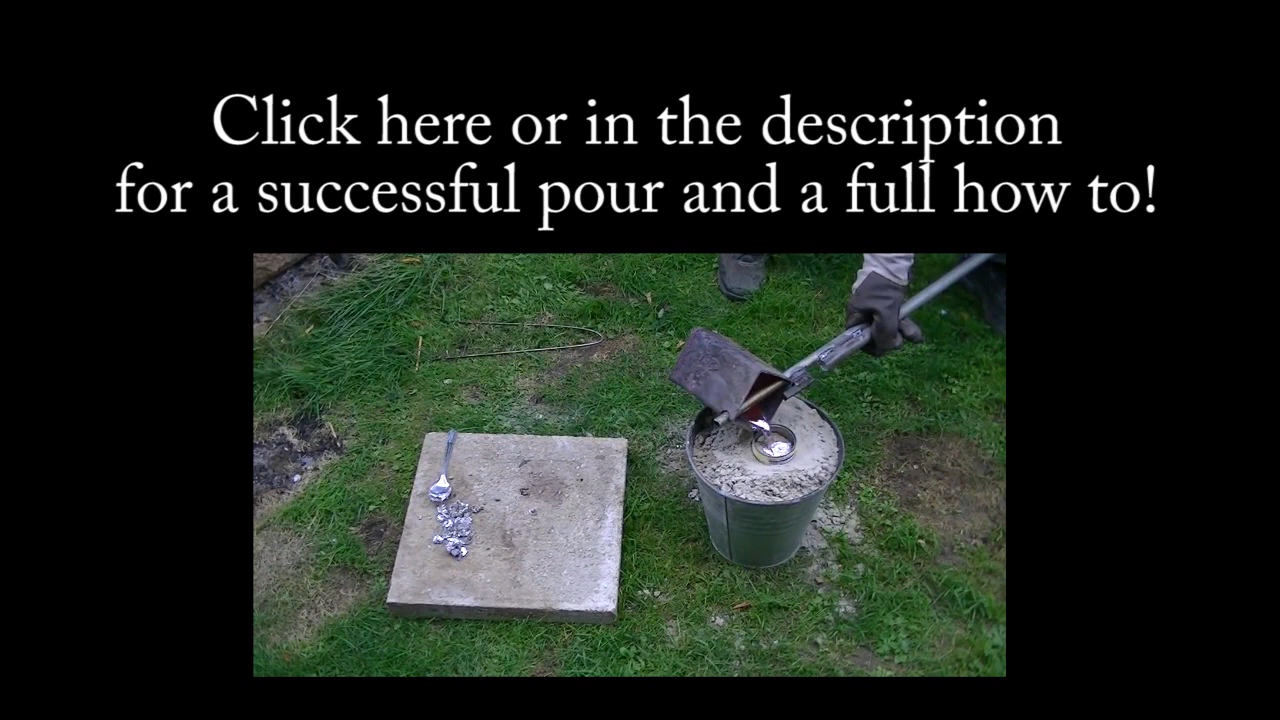 Click here or in the description
for a successful pour and a full how to!